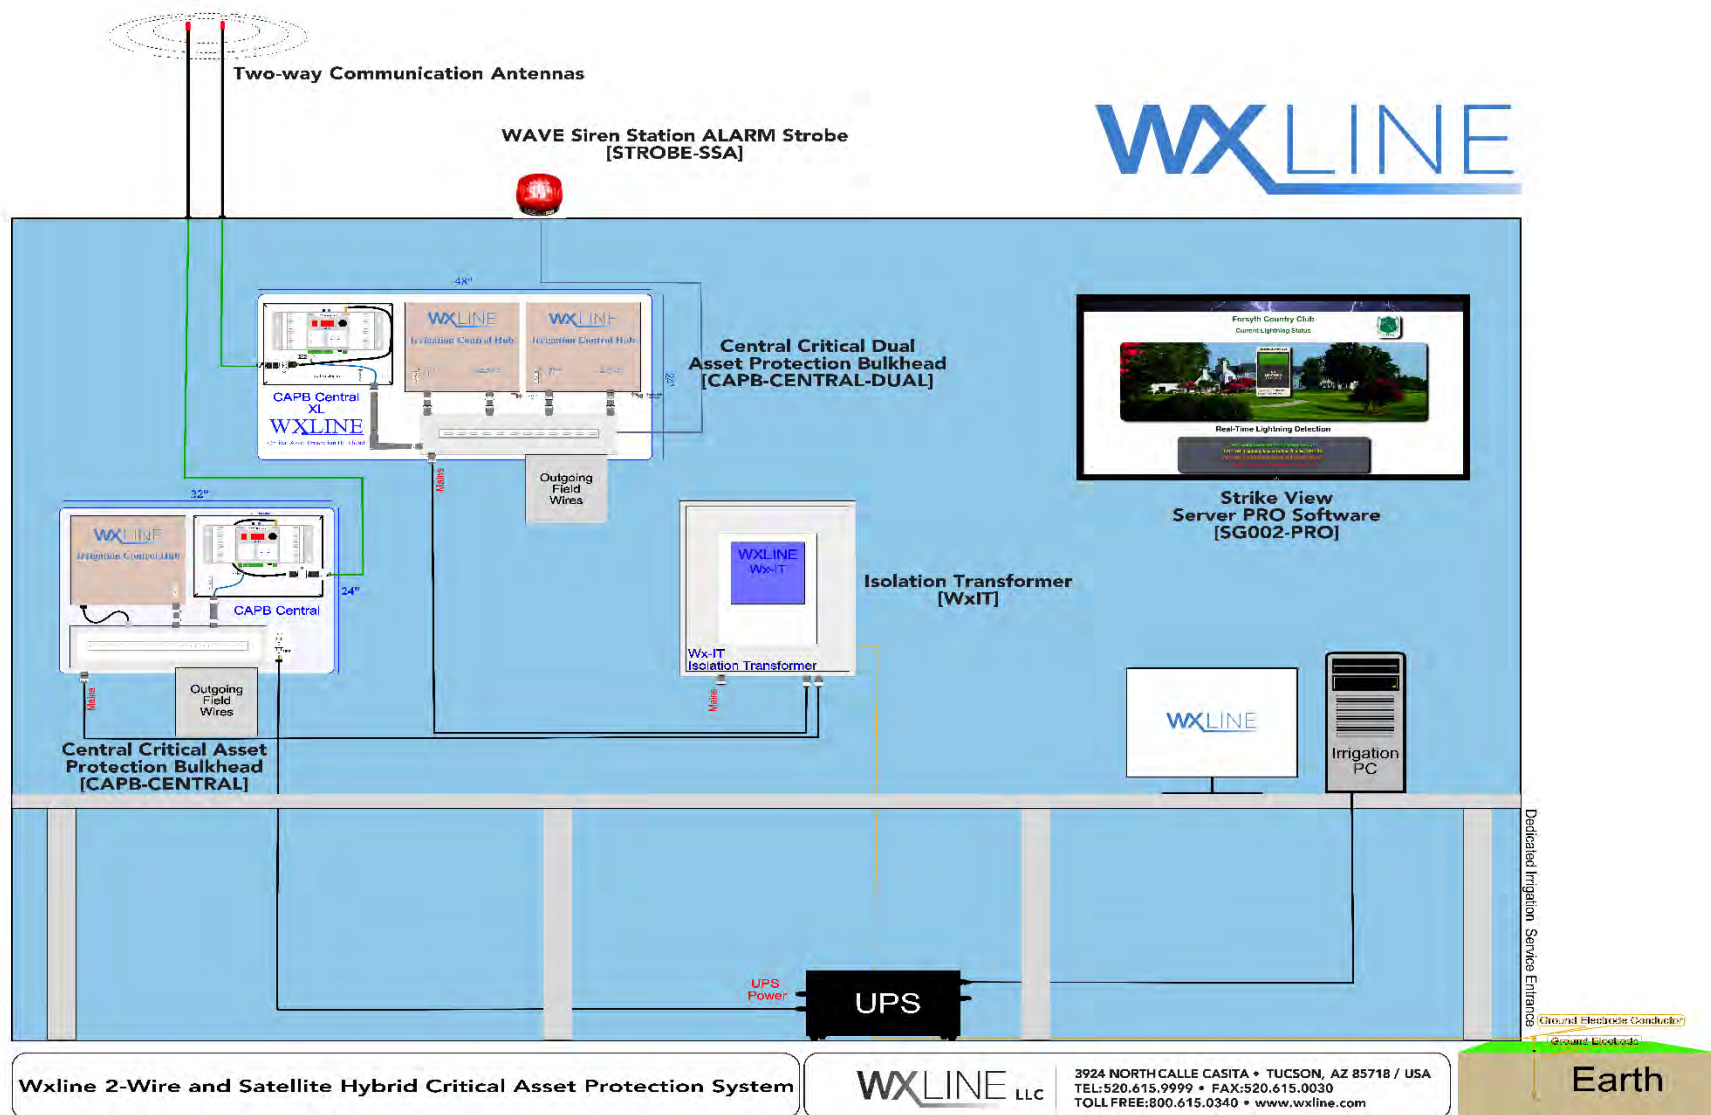 Two-way Communication Antennas
WAVE Siren Station ALARM Strobe
[STROBE-SSA]
WXLINE
48"
WXLINE
Irrigation Control Hub
WXLINE
Irrigation Control Hub
24"
CAPB Central
XL
WXLINE
Central Critical Dual
Asset Protection Bulkhead
[CAPB-CENTRAL-DUAL]
Mains
Outgoing
Field
Wires
Forsyth Country Club
Current Lightning Status
Real-Time Lightning Detection
Strike View
Server PRO Software
[SG002-PRO]
32"
WXLINE
Irrigation Control Hub
24"
CAPB Central
Mains
Outgoing
Field
Wires
Central Critical Asset
Protection Bulkhead
[CAPB-CENTRAL]
WXLINE
Wx-IT
Wx-IT
Isolation Transformer
Mains
Isolation Transformer
[WxIT]
WXLINE
Irrigation
PC
UPS
Power
UPS
Dedicated Irrigation Service Entrance
Ground Electrode Conductor
Ground Electrode
Earth
Wxline 2-Wire and Satellite Hybrid Critical Asset Protection System
WXLINE LLC
3924 NORTH CALLE CASITA • TUCSON, AZ 85718 / USA
TEL:520.615.9999 • FAX:520.615.0030
TOLL FREE:800.615.0340 • www.wxline.com